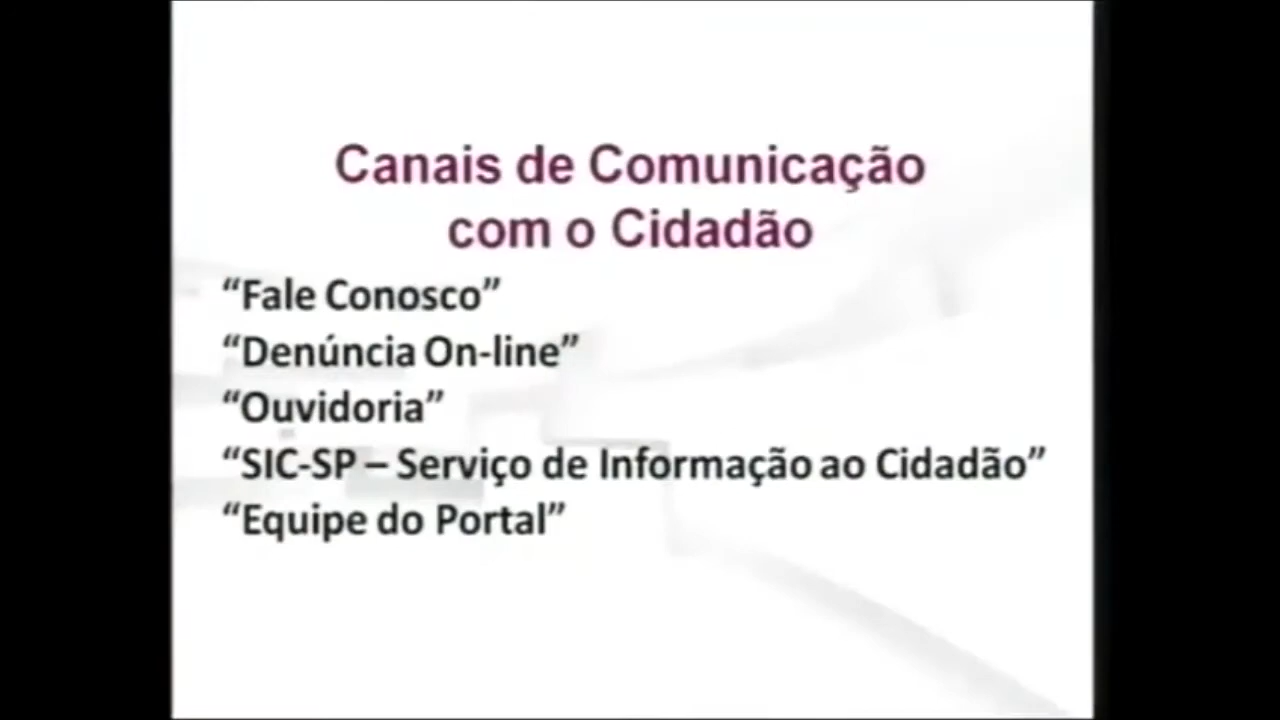 Canais de Comunicação
com o Cidadão
“Fale Conosco”
“Denúncia On-line”
“Ouvidoria”
“SIC-SP – Serviço de Informação ao Cidadão”
“Equipe do Portal”